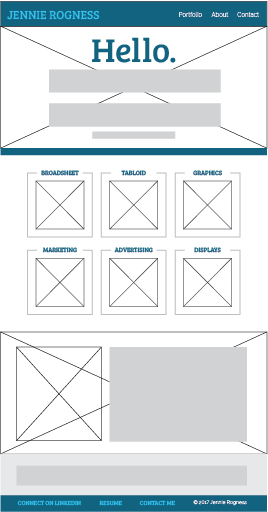 JENNIE ROGNESS
Portfolio About Contact
Hello.
BROADSHEET TABLOID GRAPHICS
MARKETING ADVERTISING DISPLAYS
CONNECT ON LINKEDIN RESUME CONTACT ME © 2017 Jennie Rogness